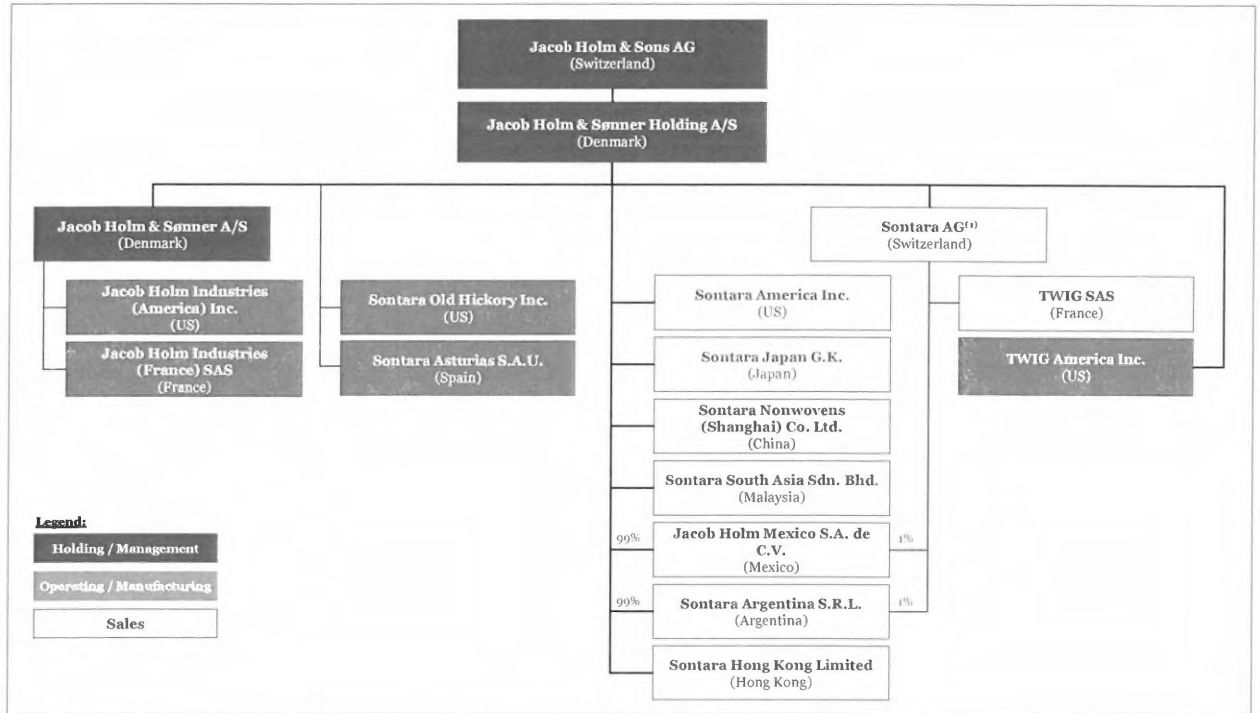 Jacob Holm & Sons AG
(Switzerland)
Jacob Holm & Sønner Holding A/S
(Denmark)
Jacob Holm & Sønner A/S
(Denmark)
Sontara AG(1)
(Switzerland)
Jacob Holm Industries
(America) Inc.
(US)
Sontara Old Hickory Inc.
(US)
Sontara America Inc.
(US)
TWIG SAS
(France)
Jacob Holm Industries
(France) SAS
(France)
Sontara Asturias S.A.U.
(Spain)
Sontara Japan G.K.
(Japan)
TWIG America Inc.
(US)
Sontara Nonwovens
(Shanghai) Co. Ltd.
(China)
Sontara South Asia Sdn. Bhd.
(Malaysia)
Legend:
Holding / Management
Operating / Manufacturing
Sales
99%
Jacob Holm Mexico S.A. de
C.V.
(Mexico)
1%
99%
Sontara Argentina S.R.L.
(Argentina)
1%
Sontara Hong Kong Limited
(Hong Kong)